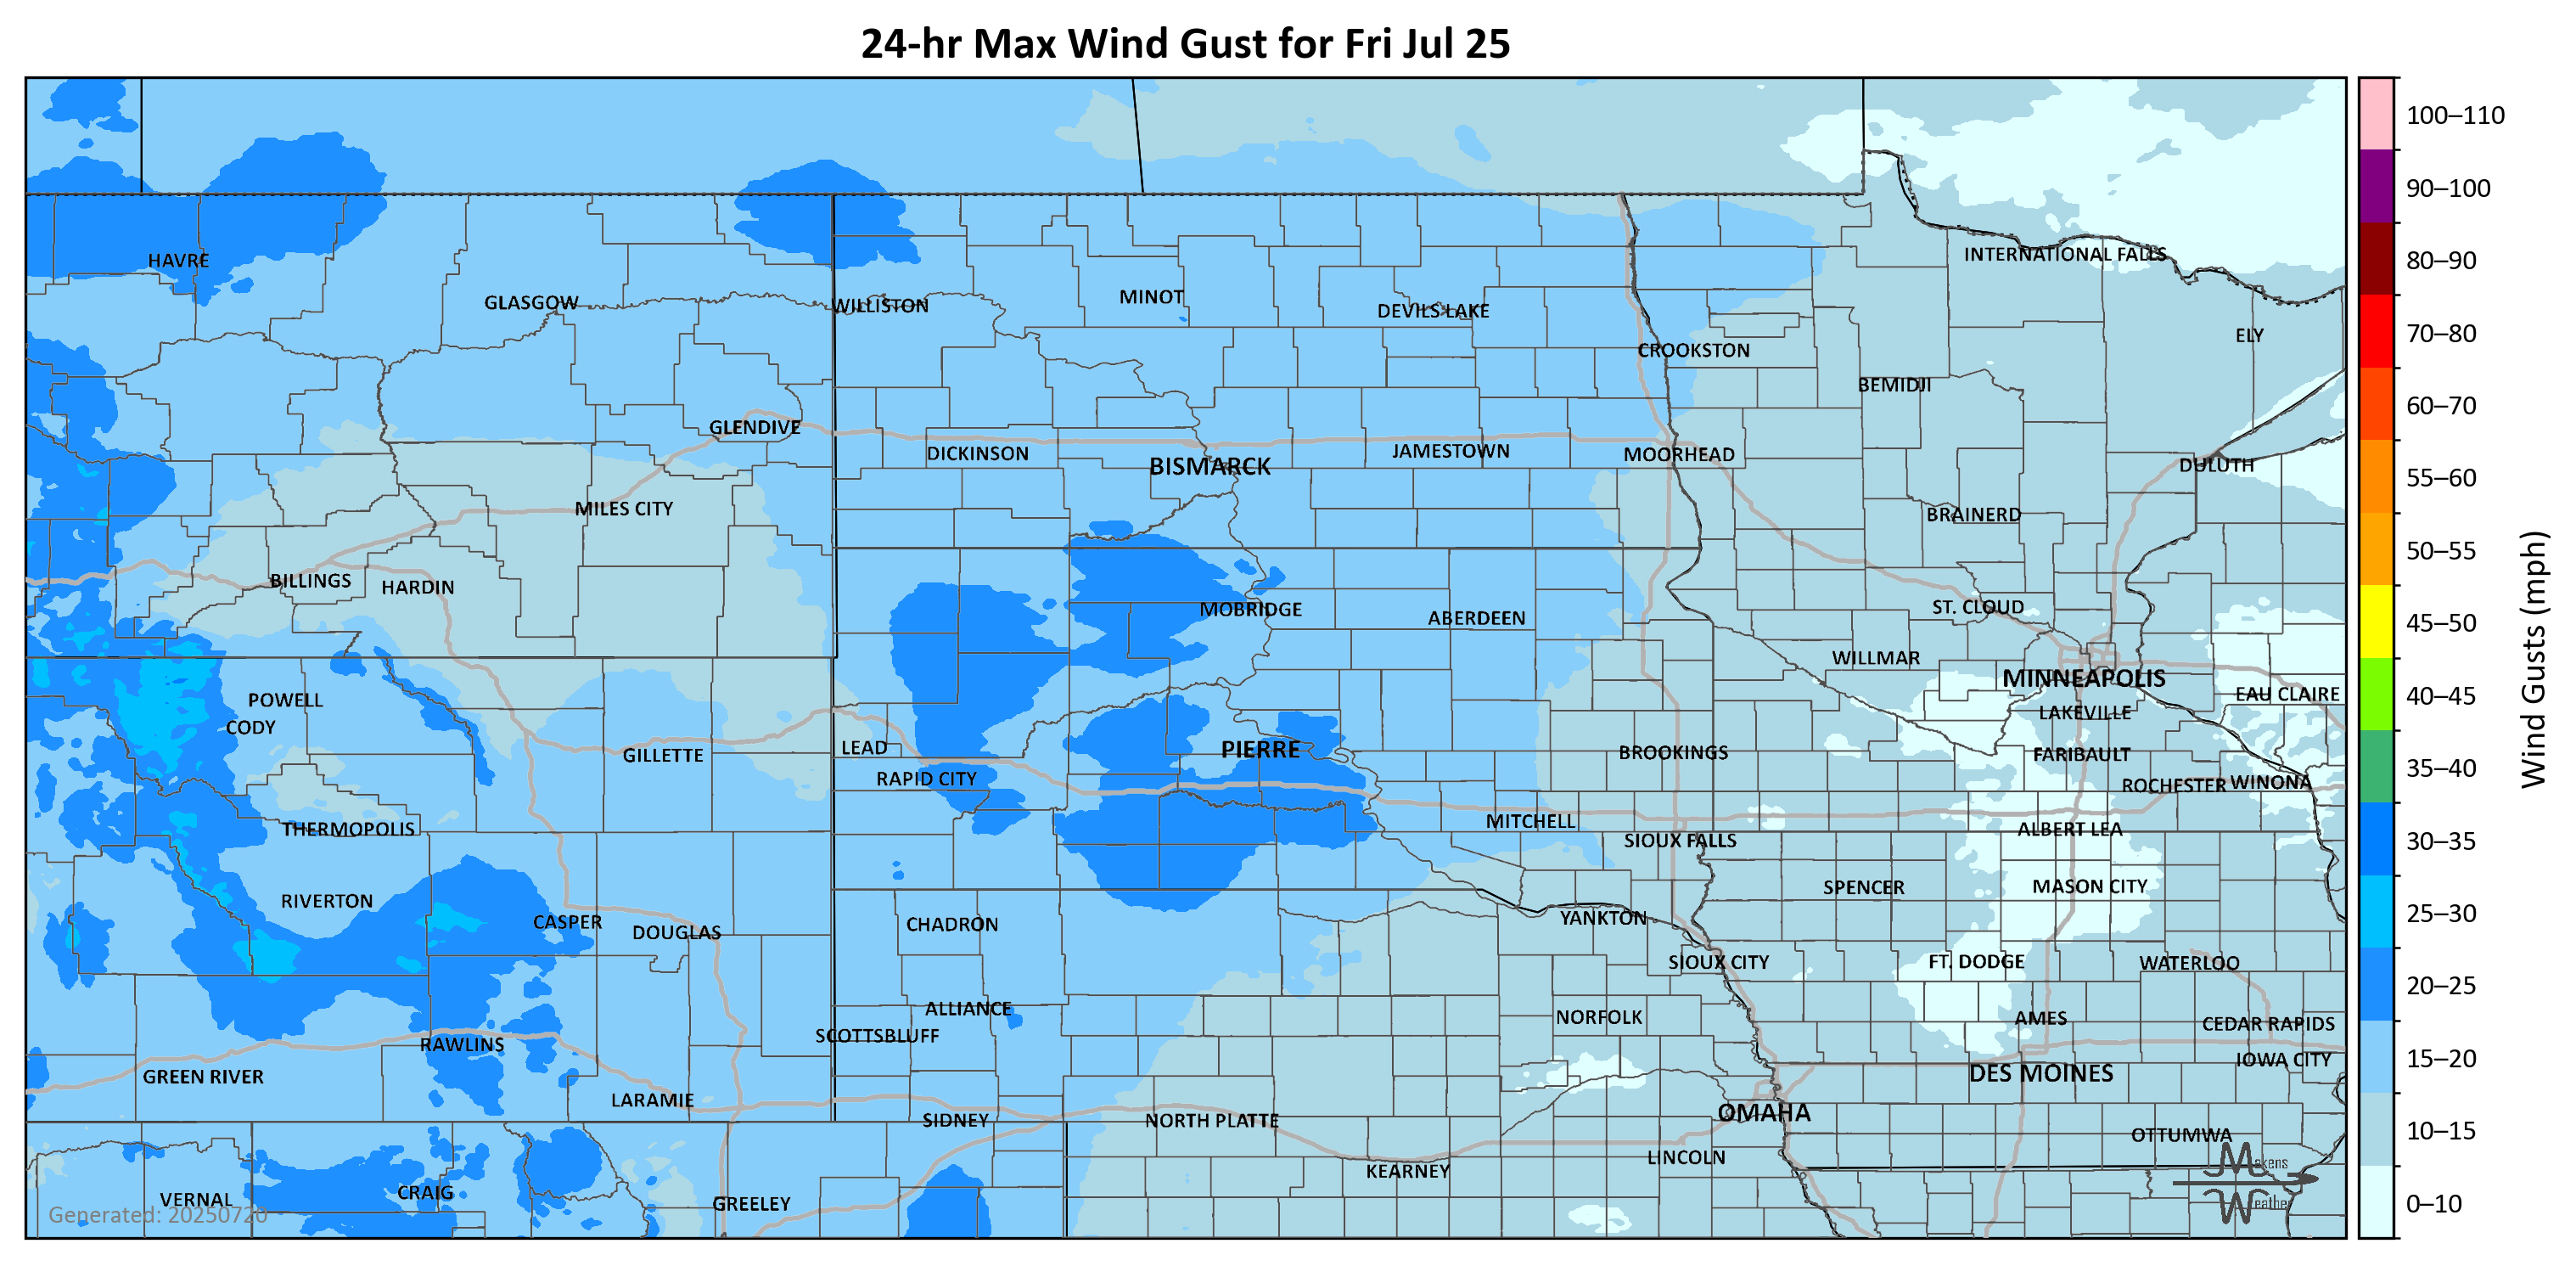 24-hr Max Wind Gust for Fri Jul 25
100–110
90–100
80–90
70–80
60–70
55–60
50–55
45–50
40–45
35–40
30–35
25–30
20–25
15–20
10–15
0–10
Wind Gusts (mph)
HAVRE
GLASGOW
WILLISTON
MINOT
DEVILS LAKE
INTERNATIONAL FALLS
ELY
CROOKSTON
BEMIDJI
GLENDIVE
DICKINSON
BISMARCK
JAMESTOWN
MOORHEAD
DULUTH
MILES CITY
BRAINERD
BILLINGS
HARDIN
MOBRIDGE
ABERDEEN
ST. CLOUD
WILLMAR
MINNEAPOLIS
EAU CLAIRE
POWELL
CODY
LAKEVILLE
GILLETTE
LEAD
PIERRE
BROOKINGS
FARIBAULT
RAPID CITY
ROCHESTER
WINONA
THERMOPOLIS
MITCHELL
ALBERT LEA
SIOUX FALLS
SPENCER
MASON CITY
RIVERTON
CASPER
DOUGLAS
CHADRON
YANKTON
SIOUX CITY
FT. DODGE
WATERLOO
ALLIANCE
NORFOLK
AMES
CEDAR RAPIDS
SCOTTSBLUFF
RAWLINS
IOWA CITY
GREEN RIVER
DES MOINES
LARAMIE
SIDNEY
NORTH PLATTE
OMAHA
OTTUMWA
LINCOLN
KEARNEY
VERNAL
CRAIG
GREELEY
Makens
Weather
Generated: 20250720